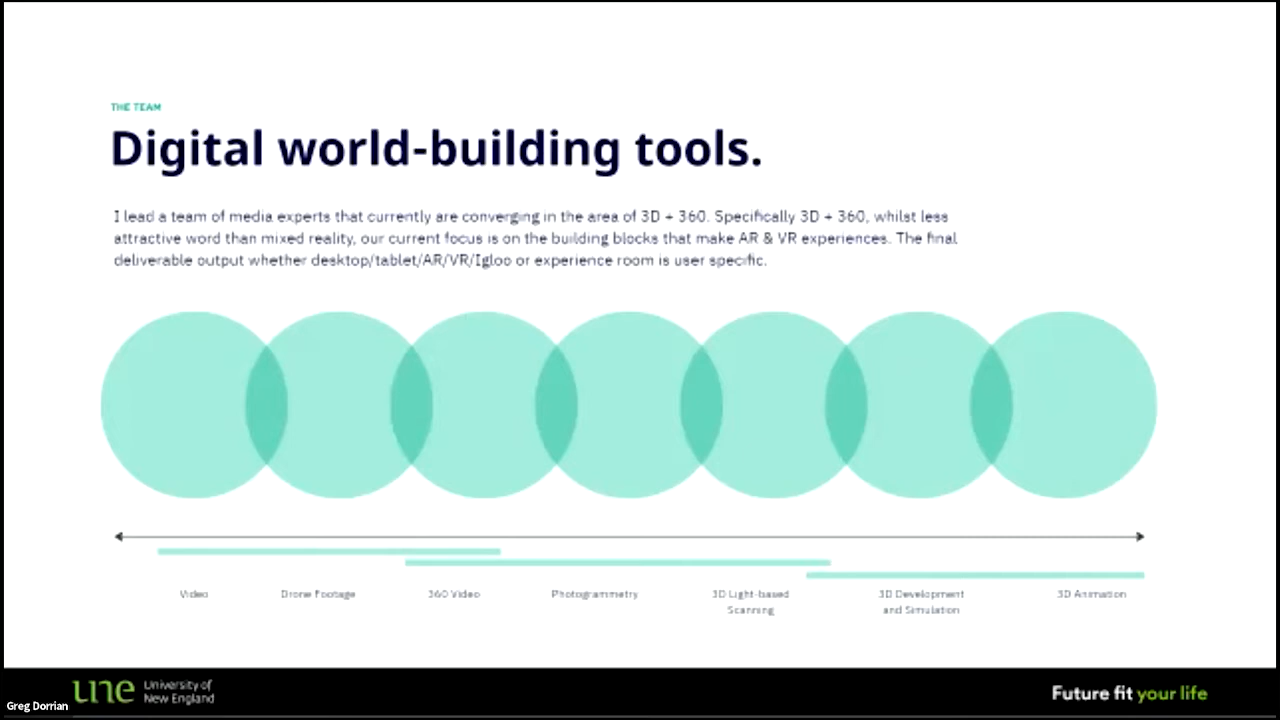 THE TEAM
Digital world-building tools.
I lead a team of media experts that currently are converging in the area of 3D + 360. Specifically 3D + 360, whilst less
attractive word than mixed reality, our current focus is on the building blocks that make AR & VR experiences. The final
deliverable output whether desktop/tablet/AR/VR/Igloo or experience room is user specific.
Video
Drone Footage
360 Video
Photogrammetry
3D Light-based
Scanning
3D Development
and Simulation
3D Animation
une University of
New England
Greg Dorrian
Future fit your life